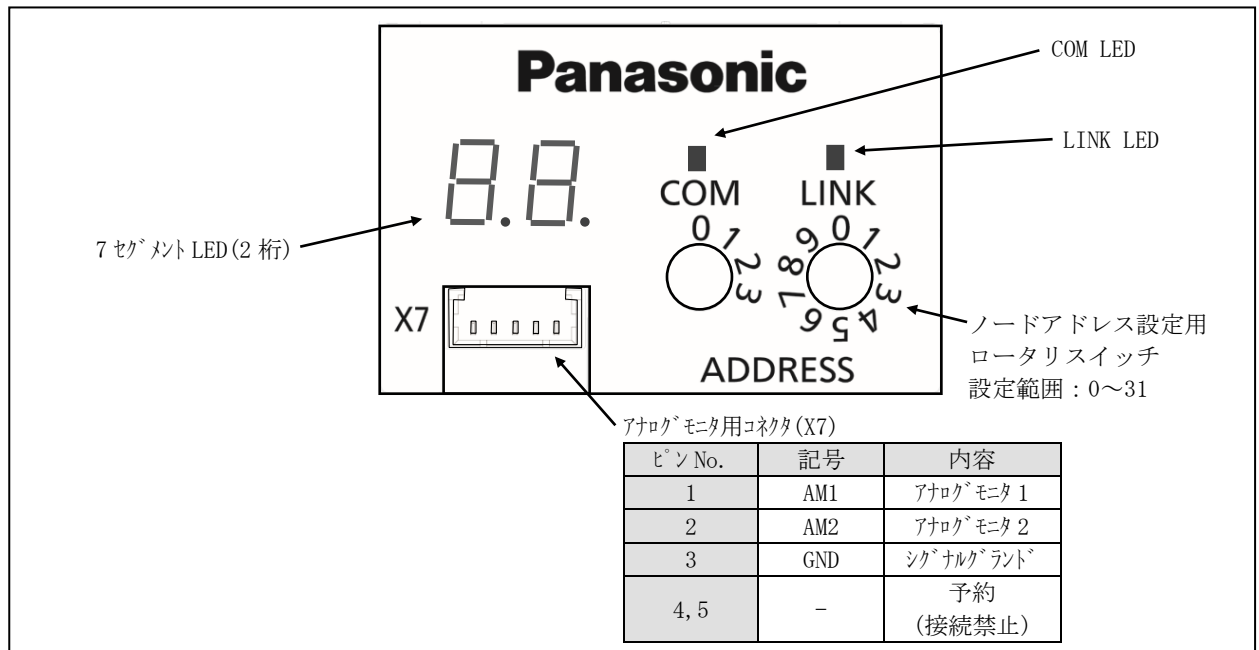 Panasonic
COM LED
LINK LED
8.8.
COM
LINK
0 1 2 3
0 1 2 3 4 5 6 7 8 9
7 ｾｸﾞﾒﾝﾄ LED(2 桁)
X7
ADDRESS
ノードアドレス設定用
ロータリスイッチ
設定範囲：0～31
ｱﾅﾛｸﾞﾓﾆﾀ用ｺﾈｸﾀ(X7)
ﾋﾟﾝ No. 記号 内容
1 AM1 ｱﾅﾛｸﾞﾓﾆﾀ 1
2 AM2 ｱﾅﾛｸﾞﾓﾆﾀ 2
3 GND ｼｸﾞﾅﾙｸﾞﾗﾝﾄﾞ
4,5 - 予約
(接続禁止)